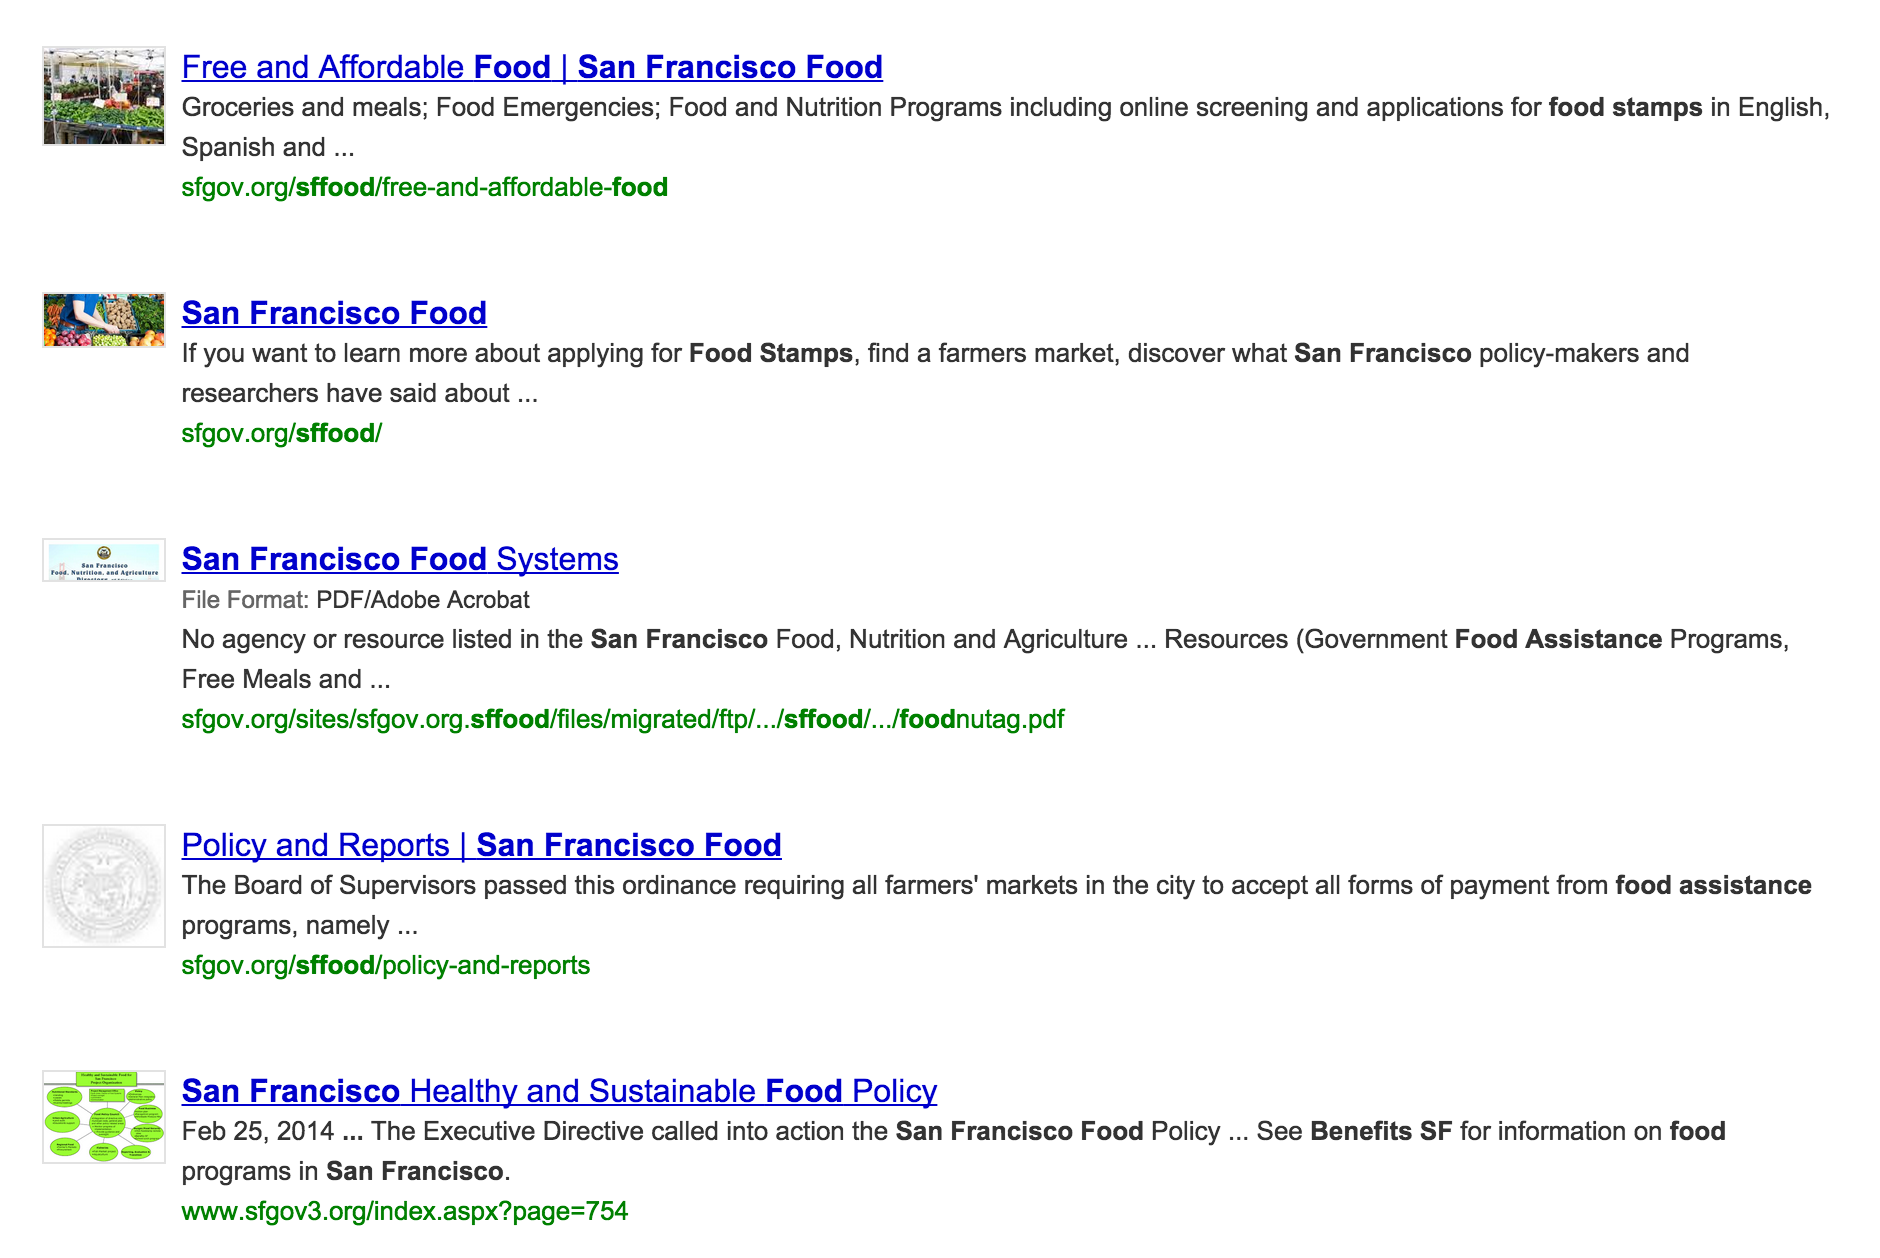 Free and Affordable Food | San Francisco Food
Groceries and meals; Food Emergencies; Food and Nutrition Programs including online screening and applications for food stamps in English,
Spanish and ...
sfgov.org/sffood/free-and-affordable-food
San Francisco Food
If you want to learn more about applying for Food Stamps, find a farmers market, discover what San Francisco policy-makers and
researchers have said about ...
sfgov.org/sffood/
San Francisco
Food, Nutrition, and Agriculture
San Francisco Food Systems
File Format: PDF/Adobe Acrobat
No agency or resource listed in the San Francisco Food, Nutrition and Agriculture ... Resources (Government Food Assistance Programs,
Free Meals and ...
sfgov.org/sites/sfgov.org.sffood/files/migrated/ftp/.../sffood/.../foodnutag.pdf
Policy and Reports | San Francisco Food
The Board of Supervisors passed this ordinance requiring all farmers' markets in the city to accept all forms of payment from food assistance
programs, namely ...
sfgov.org/sffood/policy-and-reports
San Francisco Healthy and Sustainable Food Policy
Feb 25, 2014 ... The Executive Directive called into action the San Francisco Food Policy ... See Benefits SF for information on food
programs in San Francisco.
www.sfgov3.org/index.aspx?page=754